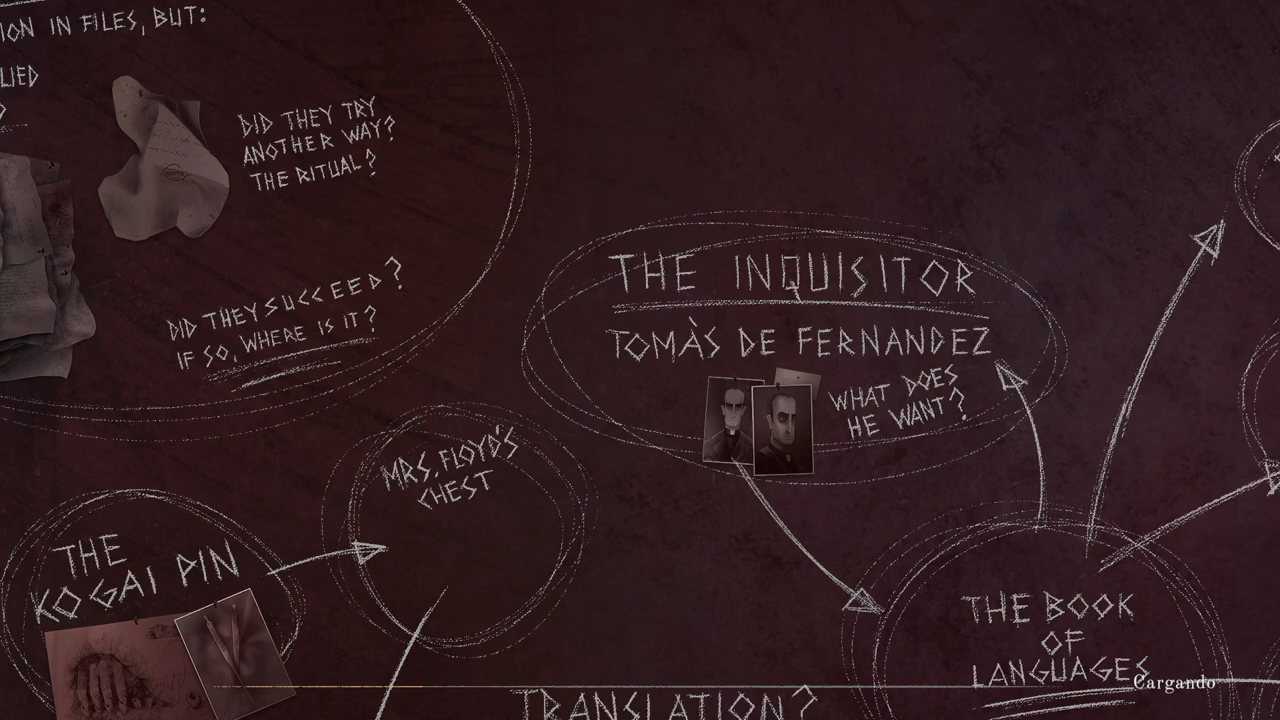 ION IN FILES, BUT:
LIED
DID THEY TRY
ANOTHER WAY?
THE RITUAL?
DID THEY SUCCEED?
IF SO, WHERE IS IT?
THE INQUISITOR
TOMÀS DE FERNANDEZ
WHAT DOES
HE WANT?
MRS. FLOYD'S
CHEST
THE
KOGAI PIN
THE BOOK
OF
LANGUAGES
Cargando
TRANSLATION?